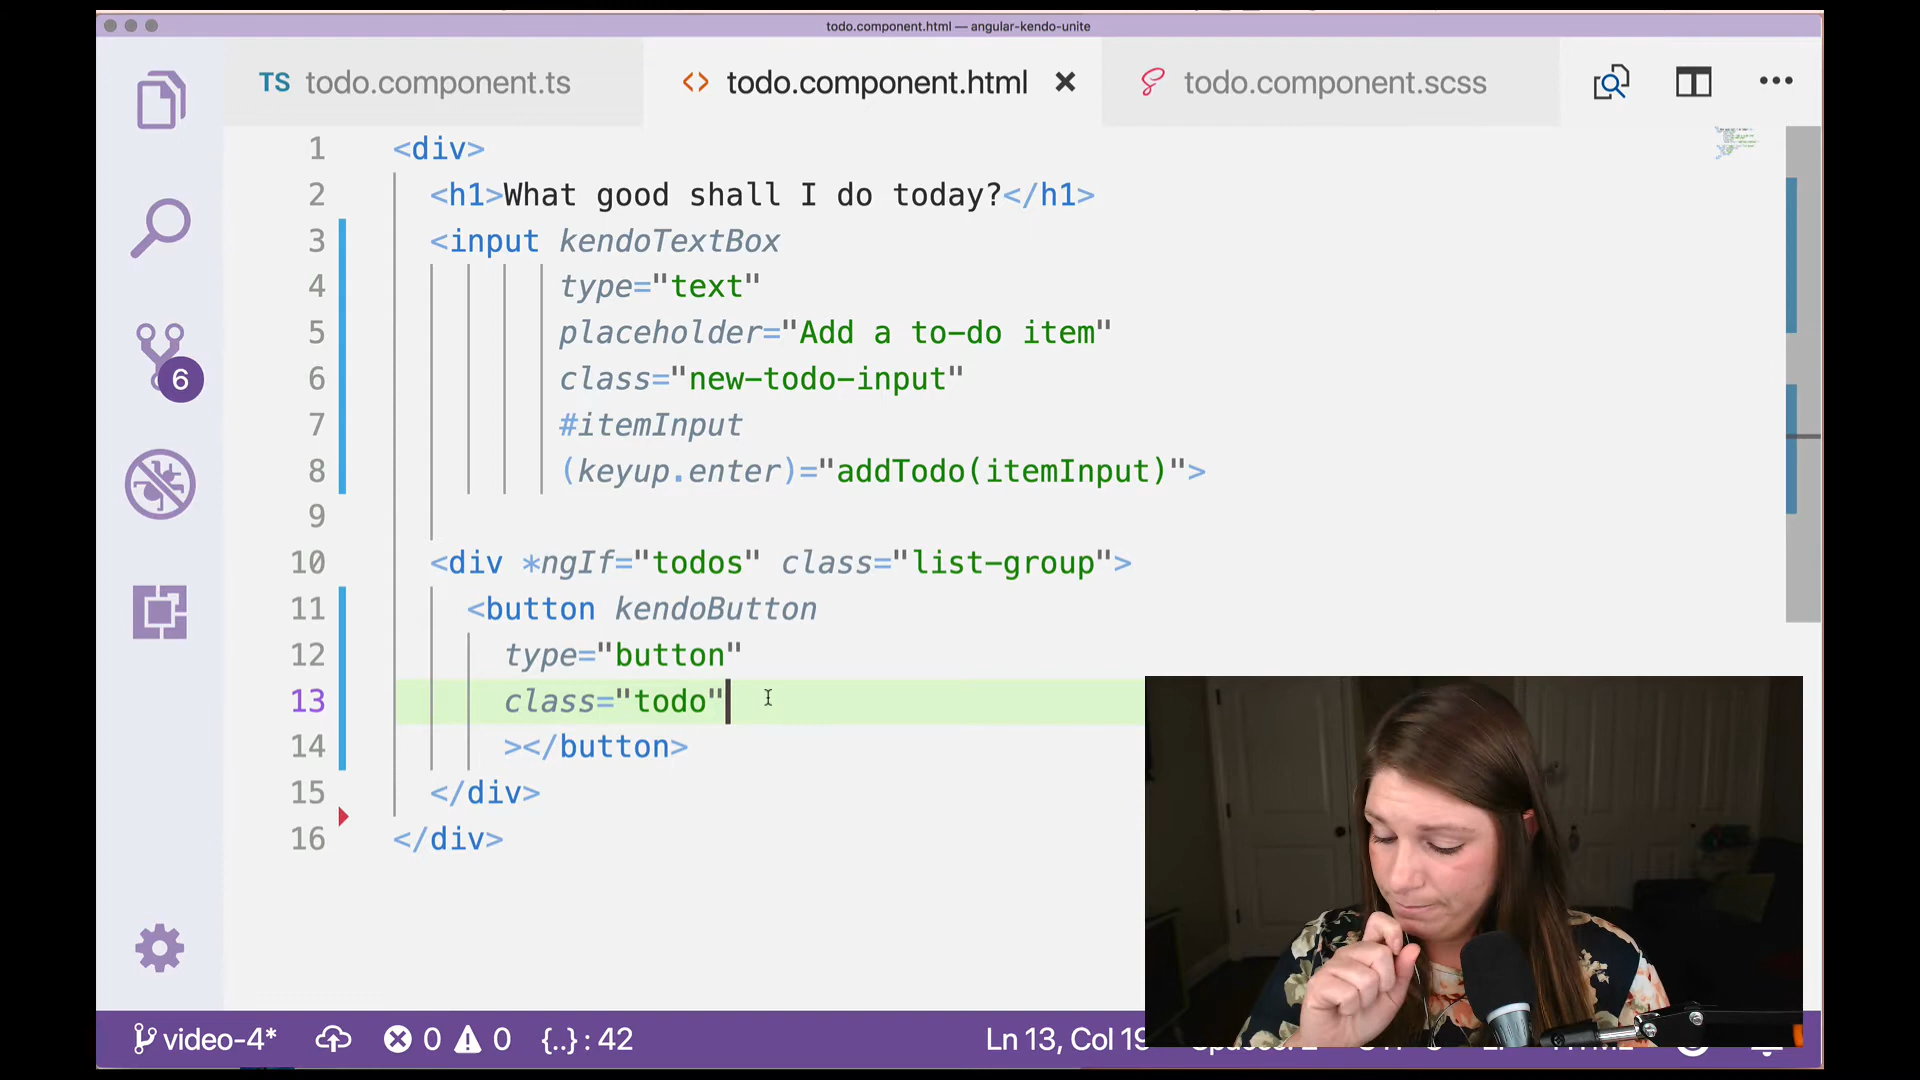 todo.component.html — angular-kendo-unite
TS todo.component.ts
<> todo.component.html
todo.component.scss
1 <div>
2 <h1>What good shall I do today?</h1>
3 <input kendoTextBox
4 type="text"
5 placeholder="Add a to-do item"
6 class="new-todo-input"
7 #itemInput
8 (keyup.enter)="addTodo(itemInput)">
9
10 <div *ngIf="todos" class="list-group">
11 <button kendoButton
12 type="button"
13 class="todo"
14 ></button>
15 </div>
16 </div>
6
video-4* 0 0 {..} : 42 Ln 13, Col 19